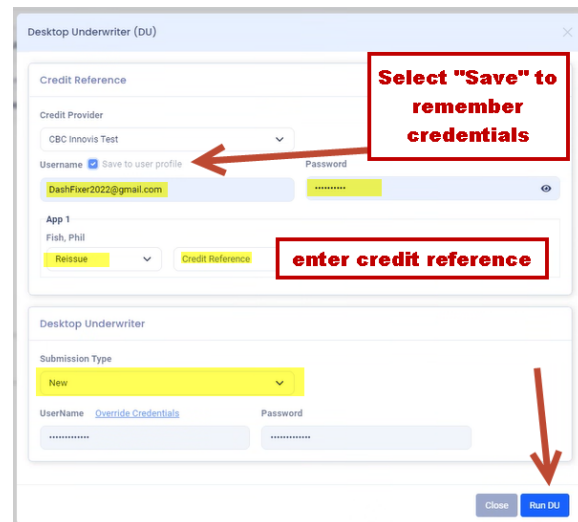 Desktop Underwriter (DU)
Credit Reference
Select "Save" to
remember
credentials
Credit Provider
CBC Innovis Test
Username Save to user profile
Password
DashFixer2022@gmail.com
••••••••••
App 1
Fish, Phil
Reissue
Credit Reference
enter credit reference
Desktop Underwriter
Submission Type
New
UserName Override Credentials
Password
•••••••••••••
•••••••••••••
Close
Run DU